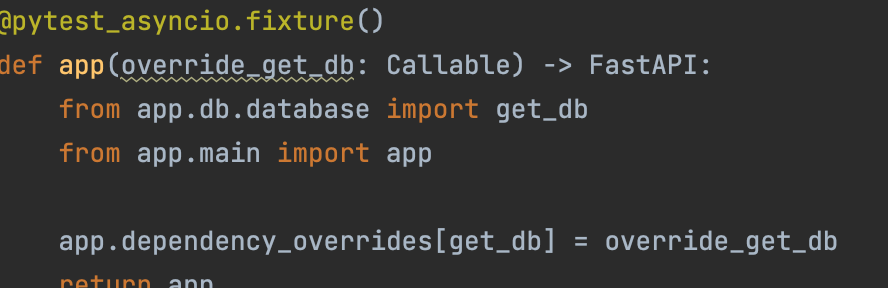 @pytest_asyncio.fixture()
def app(override_get_db: Callable) -> FastAPI:
from app.db.database import get_db
from app.main import app
app.dependency_overrides[get_db] = override_get_db
return app